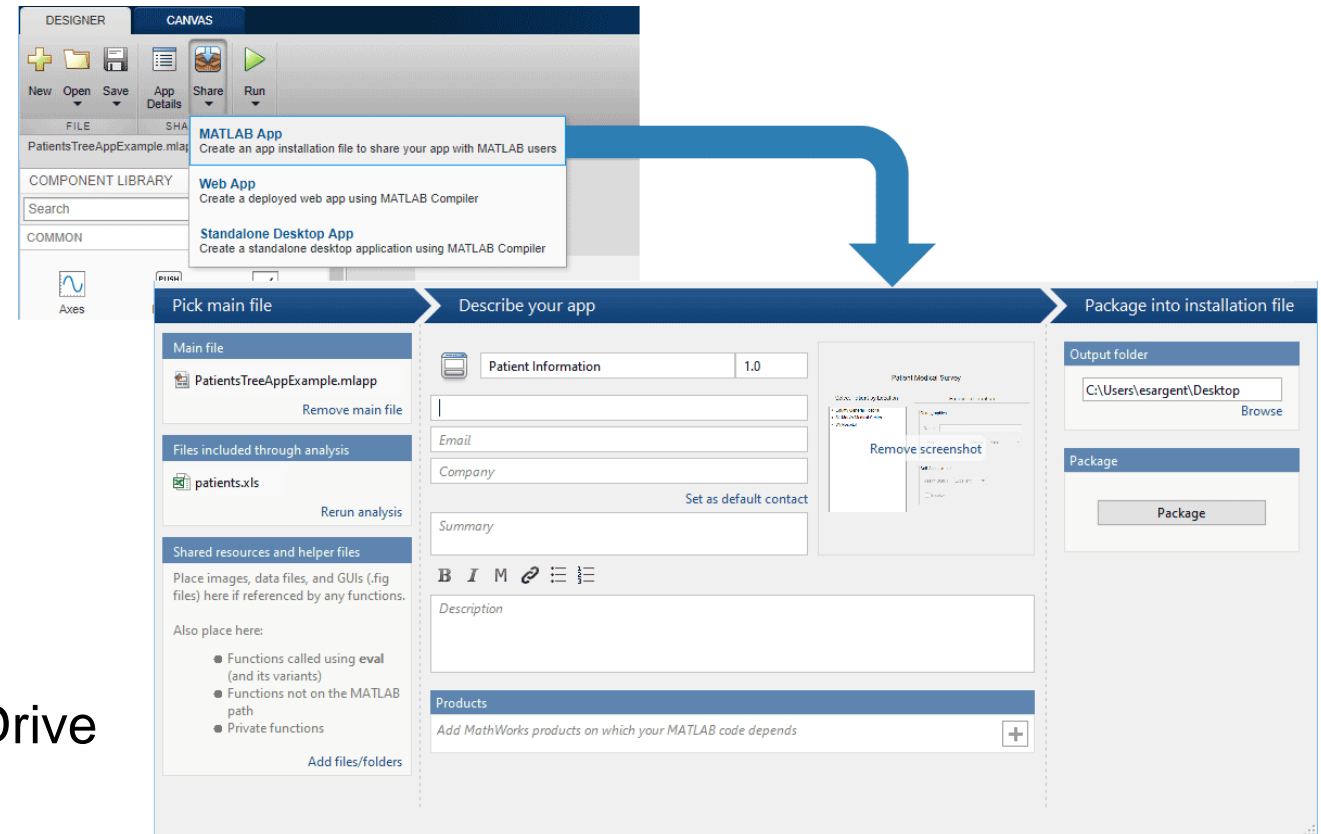 DESIGNER CANVAS
New Open Save App Details Share Run
FILE
PatientsTreeAppExample
MATLAB App
Create an app installation file to share your app with MATLAB users
COMPONENT LIBRARY
Web App
Create a deployed web app using MATLAB Compiler
Search
Standalone Desktop App
Create a standalone desktop application using MATLAB Compiler
COMMON
PUSH
Axes
Pick main file
Describe your app
Package into installation file
Main file
PatientsTreeAppExample.mlapp
Remove main file
Files included through analysis
patients.xls
Rerun analysis
Shared resources and helper files
Place images, data files, and GUIs (.fig
files) here if referenced by any functions.
Also place here:
Functions called using eval
(and its variants)
Functions not on the MATLAB
path
Private functions
Add files/folders
Patient Information 1.0
Email
Company
Set as default contact
Summary
B I M
Description
Products
Add MathWorks products on which your MATLAB code depends
Patient Medical Survey
Remove screenshot
Output folder
C:\Users\esargent\Desktop
Browse
Package
Package
Drive